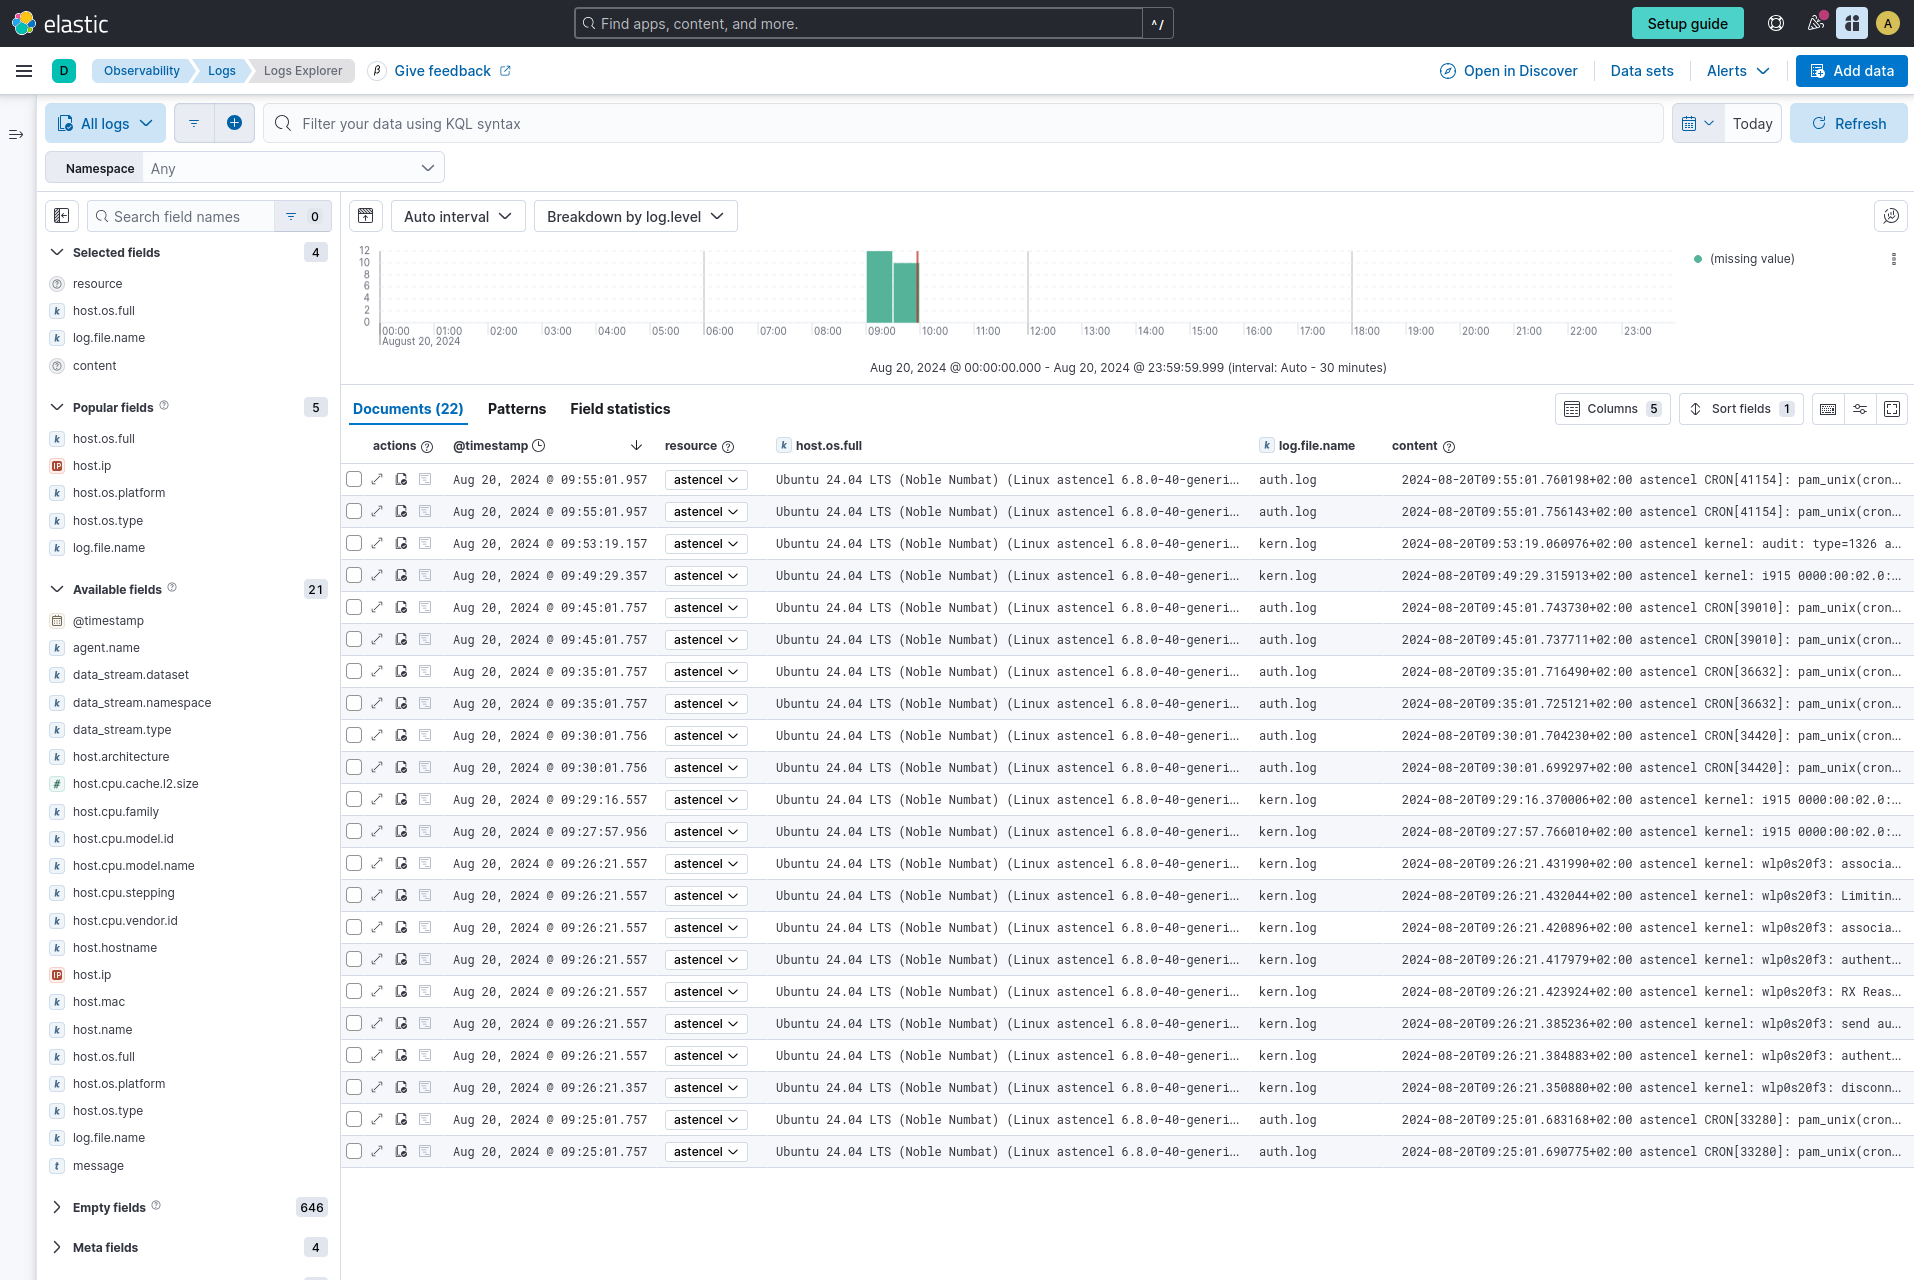 elastic
Find apps, content, and more.
^/
Setup guide
A
D
Observability
Logs
Logs Explorer
β
Give feedback
Open in Discover
Data sets
Alerts
Add data
All logs
Filter your data using KQL syntax
Today
Refresh
Namespace
Any
Search field names
0
Selected fields
4
resource
host.os.full
log.file.name
content
Popular fields
5
host.os.full
host.ip
host.os.platform
host.os.type
log.file.name
Available fields
21
@timestamp
agent.name
data_stream.dataset
data_stream.namespace
data_stream.type
host.architecture
host.cpu.cache.l2.size
host.cpu.family
host.cpu.model.id
host.cpu.model.name
host.cpu.stepping
host.cpu.vendor.id
host.hostname
host.ip
host.mac
host.name
host.os.full
host.os.platform
host.os.type
log.file.name
message
Empty fields
646
Meta fields
4
Auto interval
Breakdown by log.level
12
10
8
6
4
2
0
00:00 01:00 02:00 03:00 04:00 05:00 06:00 07:00 08:00 09:00 10:00 11:00 12:00 13:00 14:00 15:00 16:00 17:00 18:00 19:00 20:00 21:00 22:00 23:00
August 20, 2024
(missing value)
Aug 20, 2024 @ 00:00:00.000 - Aug 20, 2024 @ 23:59:59.999 (interval: Auto - 30 minutes)
Documents (22)
Patterns
Field statistics
Columns 5
Sort fields 1
actions @timestamp resource k host.os.full k log.file.name content
Aug 20, 2024 @ 09:55:01.957 astencel Ubuntu 24.04 LTS (Noble Numbat) (Linux astencel 6.8.0-40-generi… auth.log 2024-08-20T09:55:01.760198+02:00 astencel CRON[41154]: pam_unix(cron…
Aug 20, 2024 @ 09:55:01.957 astencel Ubuntu 24.04 LTS (Noble Numbat) (Linux astencel 6.8.0-40-generi… auth.log 2024-08-20T09:55:01.756143+02:00 astencel CRON[41154]: pam_unix(cron…
Aug 20, 2024 @ 09:53:19.157 astencel Ubuntu 24.04 LTS (Noble Numbat) (Linux astencel 6.8.0-40-generi… kern.log 2024-08-20T09:53:19.060976+02:00 astencel kernel: audit: type=1326 a…
Aug 20, 2024 @ 09:49:29.357 astencel Ubuntu 24.04 LTS (Noble Numbat) (Linux astencel 6.8.0-40-generi… kern.log 2024-08-20T09:49:29.315913+02:00 astencel kernel: i915 0000:00:02.0:…
Aug 20, 2024 @ 09:45:01.757 astencel Ubuntu 24.04 LTS (Noble Numbat) (Linux astencel 6.8.0-40-generi… auth.log 2024-08-20T09:45:01.743730+02:00 astencel CRON[39010]: pam_unix(cron…
Aug 20, 2024 @ 09:45:01.757 astencel Ubuntu 24.04 LTS (Noble Numbat) (Linux astencel 6.8.0-40-generi… auth.log 2024-08-20T09:45:01.737711+02:00 astencel CRON[39010]: pam_unix(cron…
Aug 20, 2024 @ 09:35:01.757 astencel Ubuntu 24.04 LTS (Noble Numbat) (Linux astencel 6.8.0-40-generi… auth.log 2024-08-20T09:35:01.716490+02:00 astencel CRON[36632]: pam_unix(cron…
Aug 20, 2024 @ 09:35:01.757 astencel Ubuntu 24.04 LTS (Noble Numbat) (Linux astencel 6.8.0-40-generi… auth.log 2024-08-20T09:35:01.725121+02:00 astencel CRON[36632]: pam_unix(cron…
Aug 20, 2024 @ 09:30:01.756 astencel Ubuntu 24.04 LTS (Noble Numbat) (Linux astencel 6.8.0-40-generi… auth.log 2024-08-20T09:30:01.704230+02:00 astencel CRON[34420]: pam_unix(cron…
Aug 20, 2024 @ 09:30:01.756 astencel Ubuntu 24.04 LTS (Noble Numbat) (Linux astencel 6.8.0-40-generi… auth.log 2024-08-20T09:30:01.699297+02:00 astencel CRON[34420]: pam_unix(cron…
Aug 20, 2024 @ 09:29:16.557 astencel Ubuntu 24.04 LTS (Noble Numbat) (Linux astencel 6.8.0-40-generi… kern.log 2024-08-20T09:29:16.370006+02:00 astencel kernel: i915 0000:00:02.0:…
Aug 20, 2024 @ 09:27:57.956 astencel Ubuntu 24.04 LTS (Noble Numbat) (Linux astencel 6.8.0-40-generi… kern.log 2024-08-20T09:27:57.766010+02:00 astencel kernel: i915 0000:00:02.0:…
Aug 20, 2024 @ 09:26:21.557 astencel Ubuntu 24.04 LTS (Noble Numbat) (Linux astencel 6.8.0-40-generi… kern.log 2024-08-20T09:26:21.431990+02:00 astencel kernel: wlp0s20f3: associa…
Aug 20, 2024 @ 09:26:21.557 astencel Ubuntu 24.04 LTS (Noble Numbat) (Linux astencel 6.8.0-40-generi… kern.log 2024-08-20T09:26:21.432044+02:00 astencel kernel: wlp0s20f3: Limitin…
Aug 20, 2024 @ 09:26:21.557 astencel Ubuntu 24.04 LTS (Noble Numbat) (Linux astencel 6.8.0-40-generi… kern.log 2024-08-20T09:26:21.420896+02:00 astencel kernel: wlp0s20f3: associa…
Aug 20, 2024 @ 09:26:21.557 astencel Ubuntu 24.04 LTS (Noble Numbat) (Linux astencel 6.8.0-40-generi… kern.log 2024-08-20T09:26:21.417979+02:00 astencel kernel: wlp0s20f3: authent…
Aug 20, 2024 @ 09:26:21.557 astencel Ubuntu 24.04 LTS (Noble Numbat) (Linux astencel 6.8.0-40-generi… kern.log 2024-08-20T09:26:21.423924+02:00 astencel kernel: wlp0s20f3: RX Reas…
Aug 20, 2024 @ 09:26:21.557 astencel Ubuntu 24.04 LTS (Noble Numbat) (Linux astencel 6.8.0-40-generi… kern.log 2024-08-20T09:26:21.385236+02:00 astencel kernel: wlp0s20f3: send au…
Aug 20, 2024 @ 09:26:21.557 astencel Ubuntu 24.04 LTS (Noble Numbat) (Linux astencel 6.8.0-40-generi… kern.log 2024-08-20T09:26:21.384883+02:00 astencel kernel: wlp0s20f3: authent…
Aug 20, 2024 @ 09:26:21.357 astencel Ubuntu 24.04 LTS (Noble Numbat) (Linux astencel 6.8.0-40-generi… kern.log 2024-08-20T09:26:21.350880+02:00 astencel kernel: wlp0s20f3: disconn…
Aug 20, 2024 @ 09:25:01.757 astencel Ubuntu 24.04 LTS (Noble Numbat) (Linux astencel 6.8.0-40-generi… auth.log 2024-08-20T09:25:01.683168+02:00 astencel CRON[33280]: pam_unix(cron…
Aug 20, 2024 @ 09:25:01.757 astencel Ubuntu 24.04 LTS (Noble Numbat) (Linux astencel 6.8.0-40-generi… auth.log 2024-08-20T09:25:01.690775+02:00 astencel CRON[33280]: pam_unix(cron…